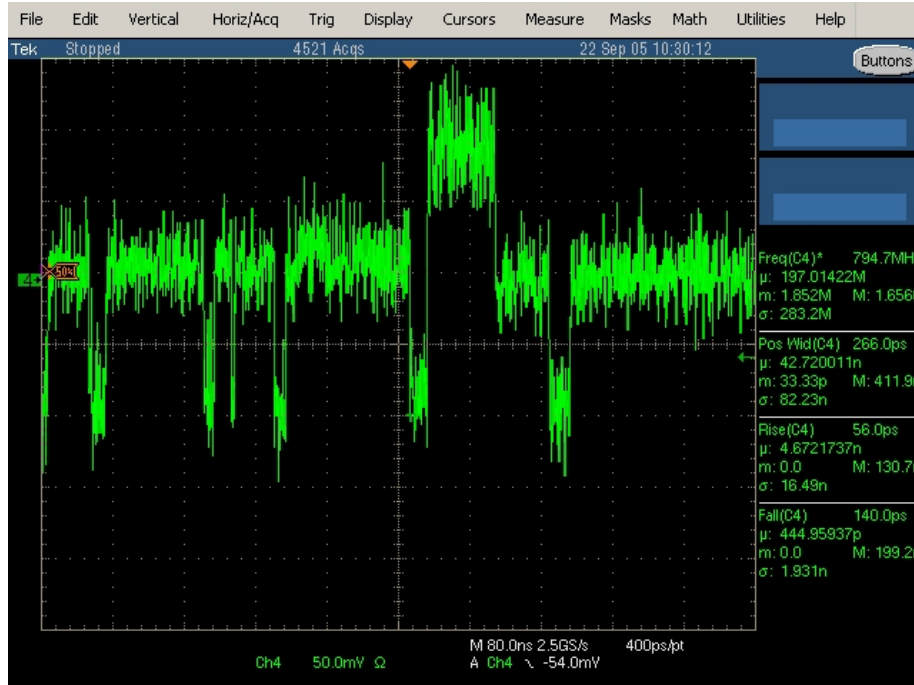 File Edit Vertical Horiz/Acq Trig Display Cursors Measure Masks Math Utilities Help
Tek Stopped 4521 Acqs 22 Sep 05 10:30:12
Buttons
50%
4
Freq(C4)* 794.7MH
µ: 197.01422M
m: 1.852M M: 1.656
σ: 283.2M
Pos Wid(C4) 266.0ps
µ: 42.720011n
m: 33.33p M: 411.9
σ: 82.23n
Rise(C4) 56.0ps
µ: 4.6721737n
m: 0.0 M: 130.7
σ: 16.49n
Fall(C4) 140.0ps
µ: 444.95937p
m: 0.0 M: 199.2
σ: 1.931n
M 80.0ns 2.5GS/s 400ps/pt
Ch4 50.0mV Ω A Ch4 \ -54.0mV